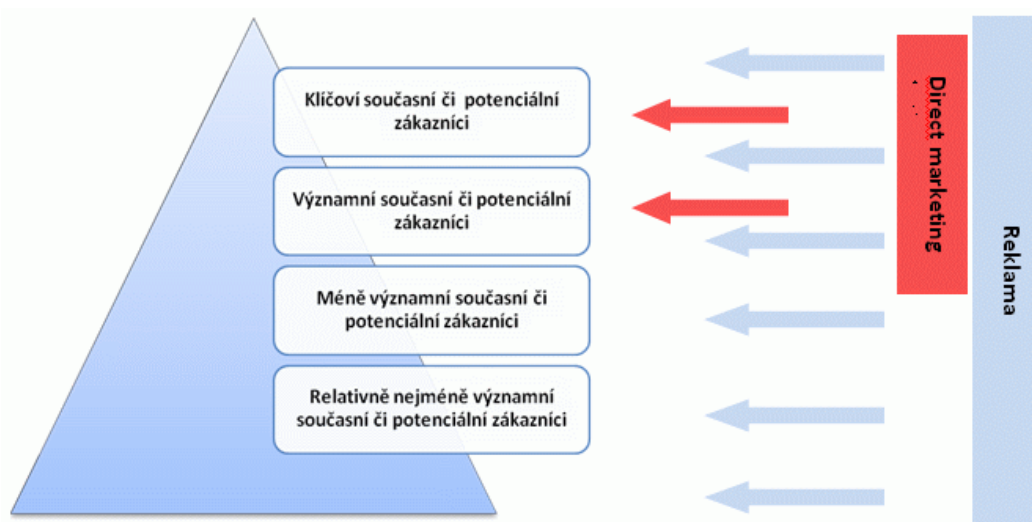 Klíčoví současní či potenciální
zákazníci
Významní současní či potenciální
zákazníci
Méně významní současní či
potenciální zákazníci
Relativně nejméně významní
současní či potenciální zákazníci
Direct marketing
Reklama